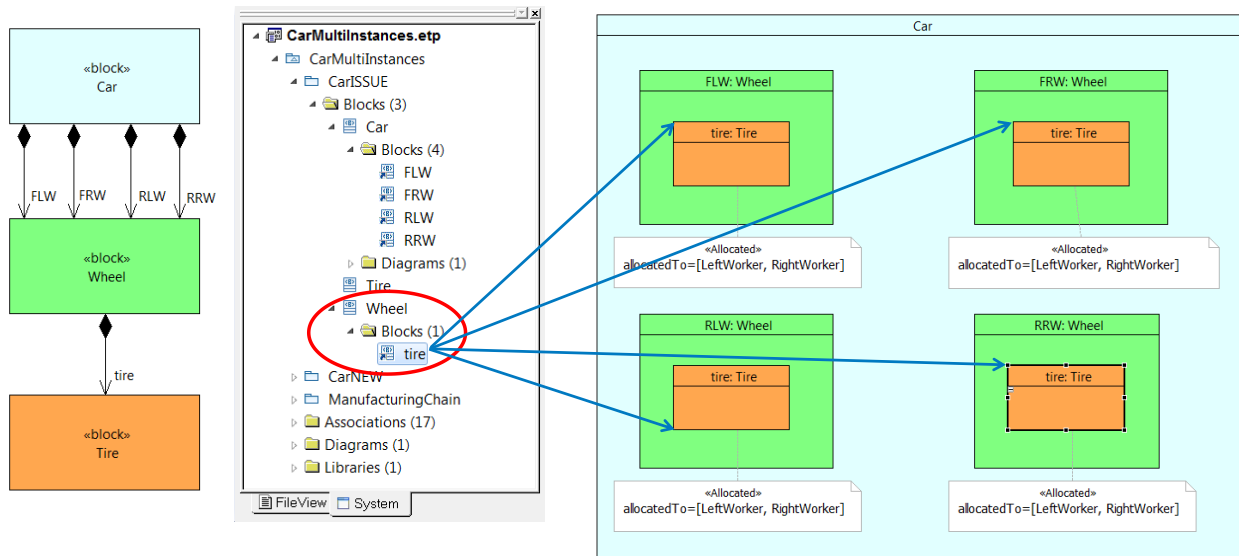 «block»
Car
FLW
FRW
RLW
RRW
«block»
Wheel
tire
«block»
Tire
CarMultiInstances.etp
CarMultiInstances
CarISSUE
Blocks (3)
Car
Blocks (4)
FLW
FRW
RLW
RRW
Diagrams (1)
Tire
Wheel
Blocks (1)
tire
CarNEW
ManufacturingChain
Associations (17)
Diagrams (1)
Libraries (1)
FileView System
Car
FLW: Wheel
tire: Tire
«Allocated»
allocatedTo=[LeftWorker, RightWorker]
FRW: Wheel
tire: Tire
«Allocated»
allocatedTo=[LeftWorker, RightWorker]
RLW: Wheel
tire: Tire
«Allocated»
allocatedTo=[LeftWorker, RightWorker]
RRW: Wheel
tire: Tire
«Allocated»
allocatedTo=[LeftWorker, RightWorker]